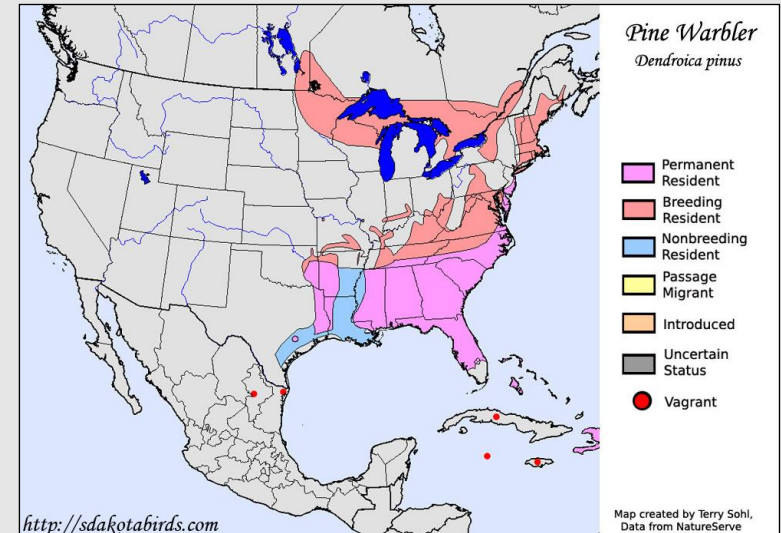 Pine Warbler
Dendroica pinus
Permanent
Resident
Breeding
Resident
Nonbreeding
Resident
Passage
Migrant
Introduced
Uncertain
Status
Vagrant
Map created by Terry Sohl,
Data from NatureServe
http://sdakotabirds.com